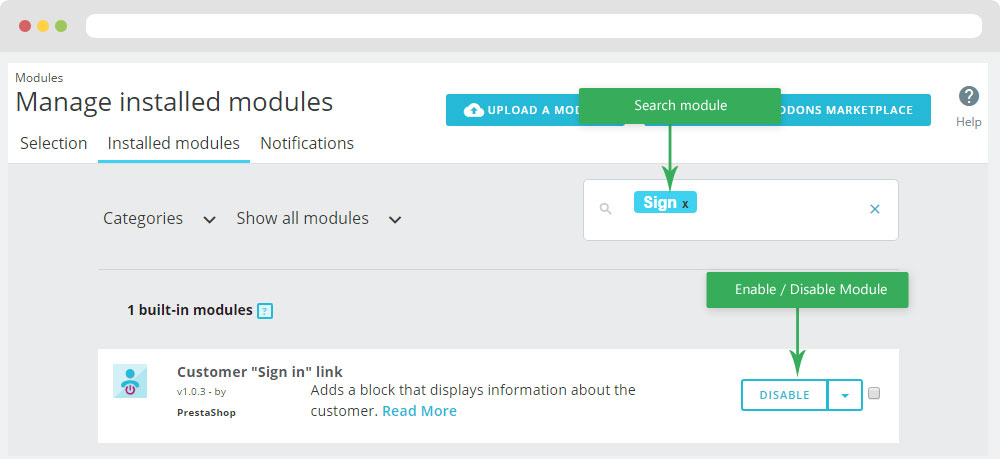 Modules
Manage installed modules
UPLOAD A MOD
Search module
DDONS MARKETPLACE
Help
Selection
Installed modules
Notifications
Categories
Show all modules
Sign x
Enable / Disable Module
1 built-in modules ?
Customer "Sign in" link
v1.0.3 - by
PrestaShop
Adds a block that displays information about the
customer. Read More
DISABLE